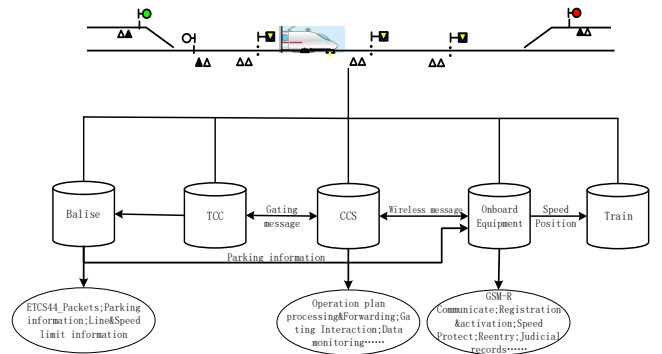 Balise
TCC
Gating
message
CCS
Wireless message
Onboard
Equipment
Speed
Position
Train
Parking information
ETCS44_Packets;Parking
information;Line&Speed
limit information
Operation plan
processing&Forwarding;Ga
ting Interaction;Data
monitoring······
GSM-R
Communicate;Registration
&activation;Speed
Protect;Reentry;Judicial
records······